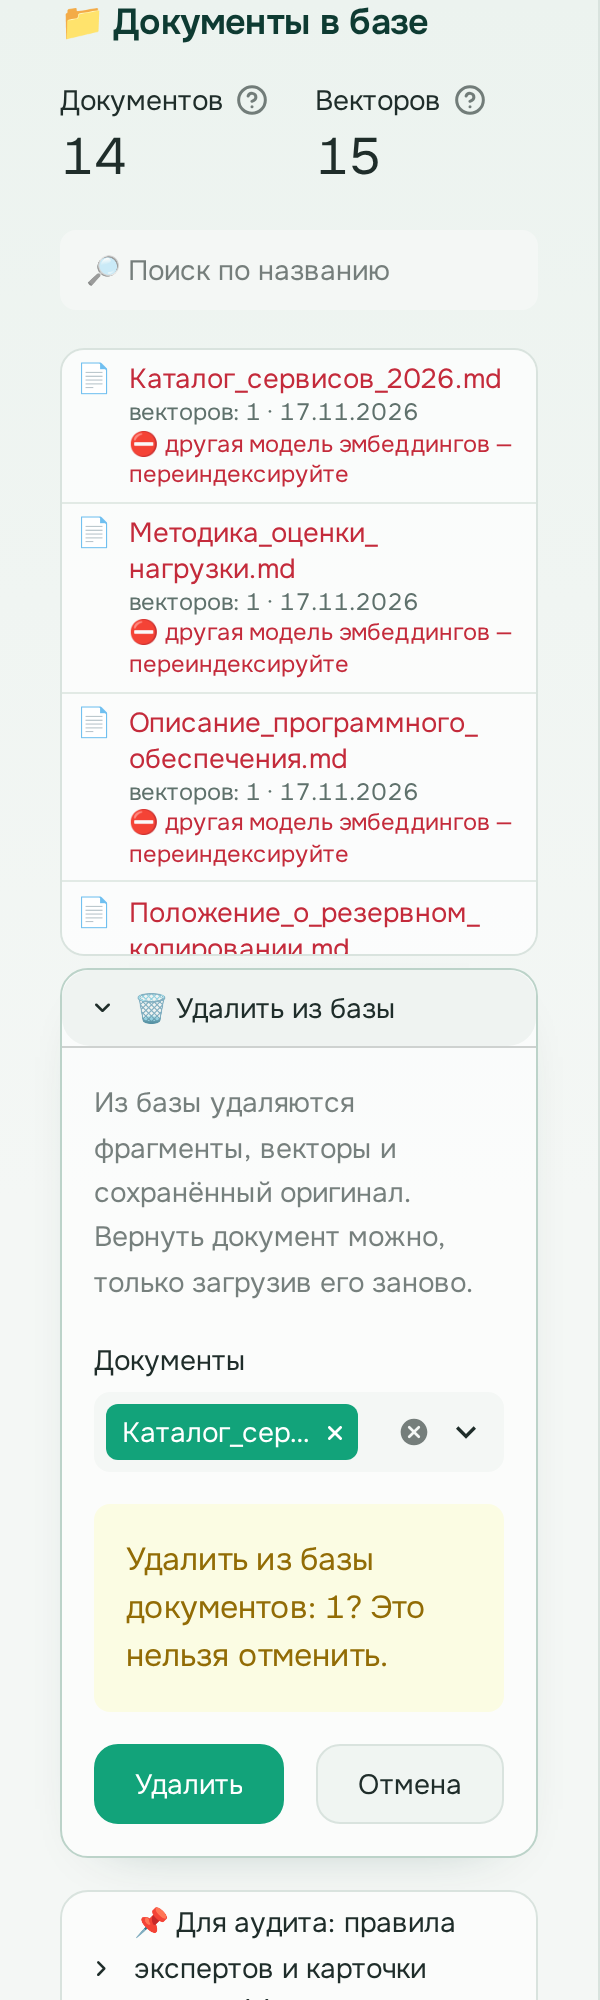 📁 Документы в базе
Документов
Векторов
14
15
🔎 Поиск по названию
Каталог_сервисов_2026.md
векторов: 1 · 17.11.2026
⛔ другая модель эмбеддингов —
переиндексируйте
Методика_оценки_
нагрузки.md
векторов: 1 · 17.11.2026
⛔ другая модель эмбеддингов —
переиндексируйте
Описание_программного_
обеспечения.md
векторов: 1 · 17.11.2026
⛔ другая модель эмбеддингов —
переиндексируйте
Положение_о_резервном_
копировании.md
🗑️ Удалить из базы
Из базы удаляются
фрагменты, векторы и
сохранённый оригинал.
Вернуть документ можно,
только загрузив его заново.
Документы
Каталог_сер...
Удалить из базы
документов: 1? Это
нельзя отменить.
Удалить
Отмена
📌 Для аудита: правила
экспертов и карточки